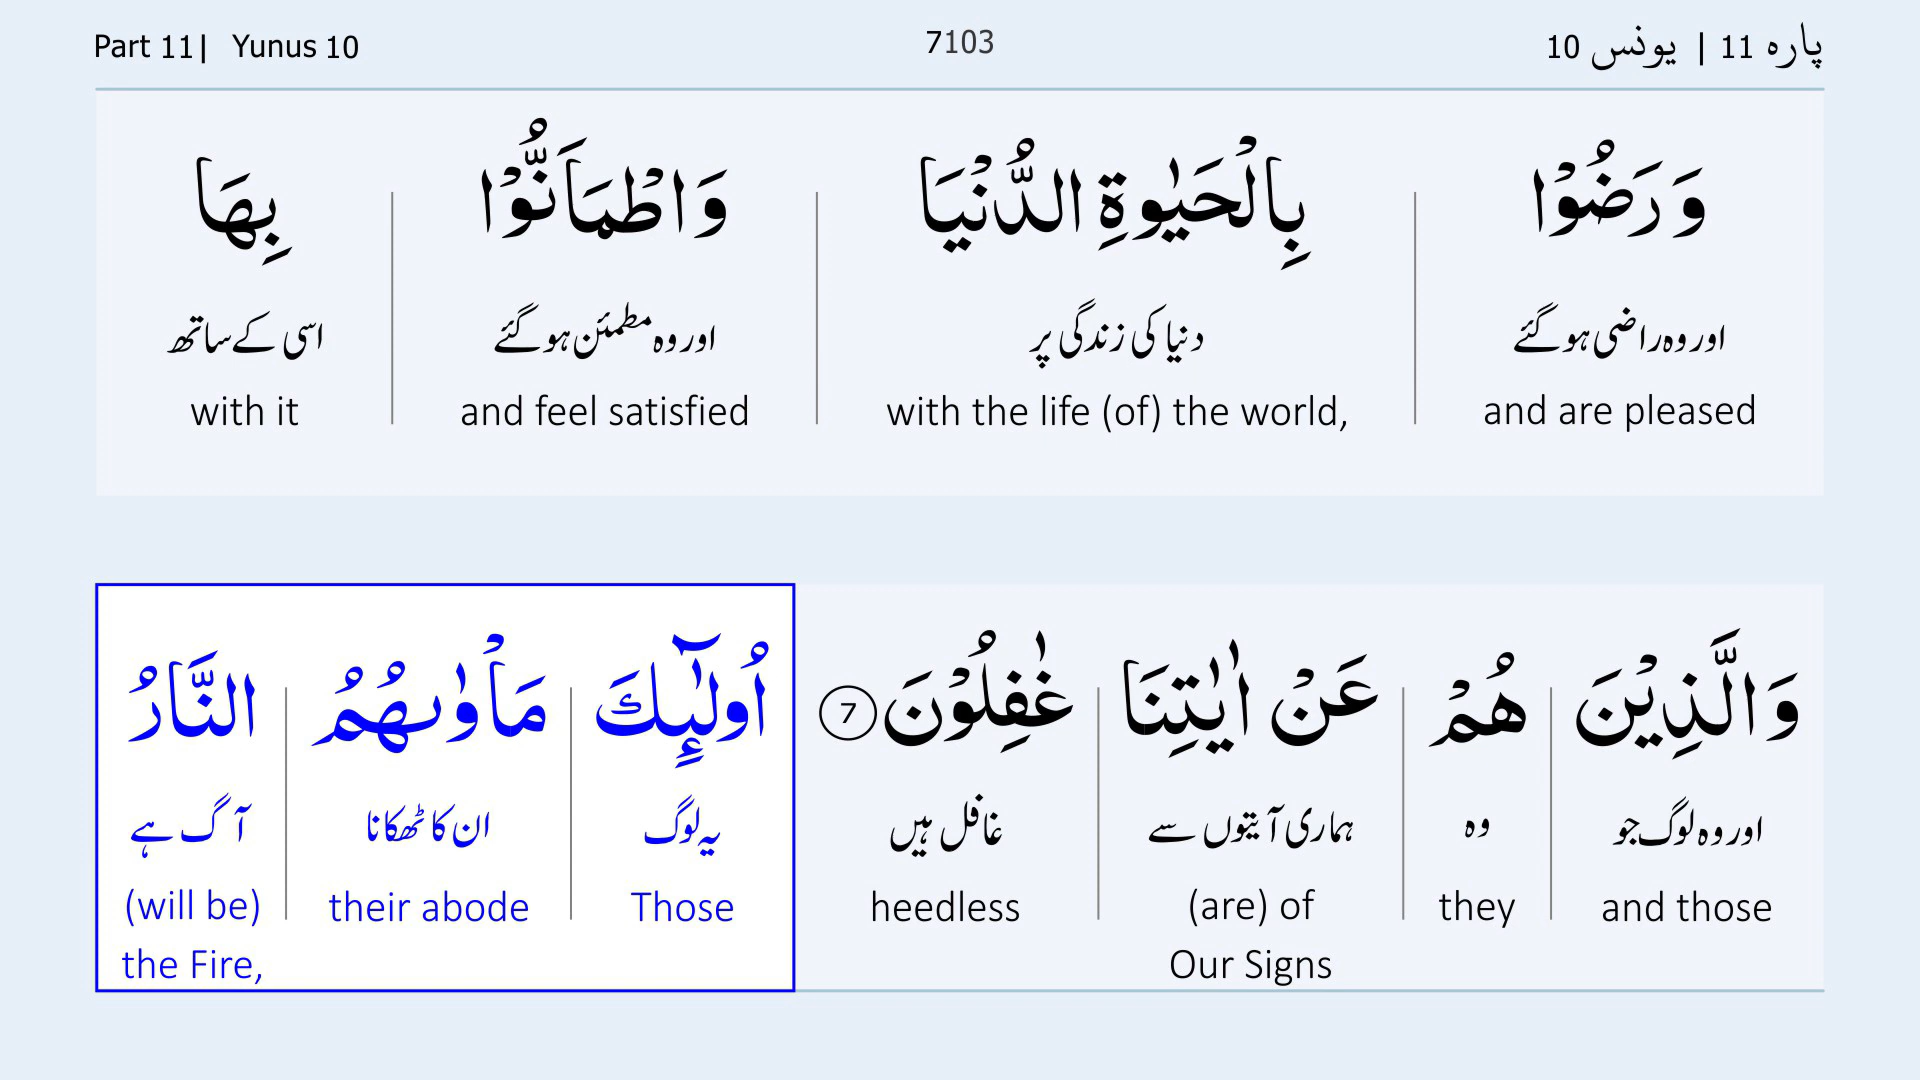 Part 11| Yunus 10
7103
پارہ 11 | یونس 10
وَرَضُوْا بِالْحَیٰوةِ الدُّنْیَا وَاطْمَاَنُّوْا بِهَا
اور وہ راضی ہو گئے دنیا کی زندگی پر اور وہ مطمئن ہو گئے اسی کے ساتھ
and are pleased with the life (of) the world, and feel satisfied with it
وَالَّذِیْنَ هُمْ عَنْ اٰیٰتِنَا غٰفِلُوْنَ 7 اُولٰٓىِٕكَ مَاْوٰىهُمُ النَّارُ
اور وہ لوگ جو وہ ہماری آیتوں سے غافل ہیں یہ لوگ ان کا ٹھکانا آگ ہے
and those they (are) of heedless Those their abode (will be)
Our Signs the Fire,